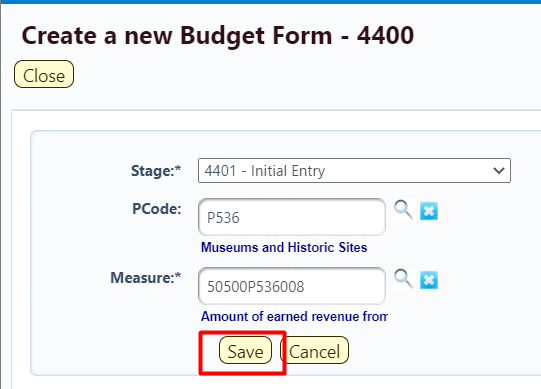 Create a new Budget Form - 4400
Close
Stage:* 4401 - Initial Entry
PCode: P536
Museums and Historic Sites
Measure:* 50500P536008
Amount of earned revenue from
Save Cancel